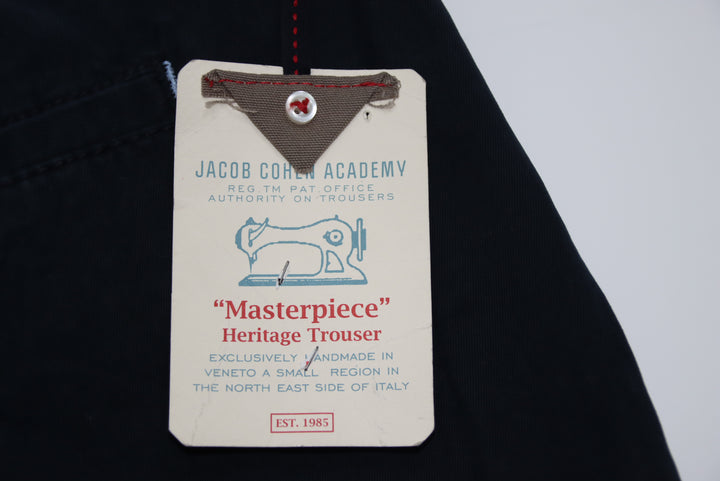 JACOB COHEN ACADEMY
REG. TM PAT. OFFICE
AUTHORITY ON TROUSERS
“Masterpiece”
Heritage Trouser
EXCLUSIVELY HANDMADE IN
VENETO A SMALL REGION IN
THE NORTH EAST SIDE OF ITALY
EST. 1985